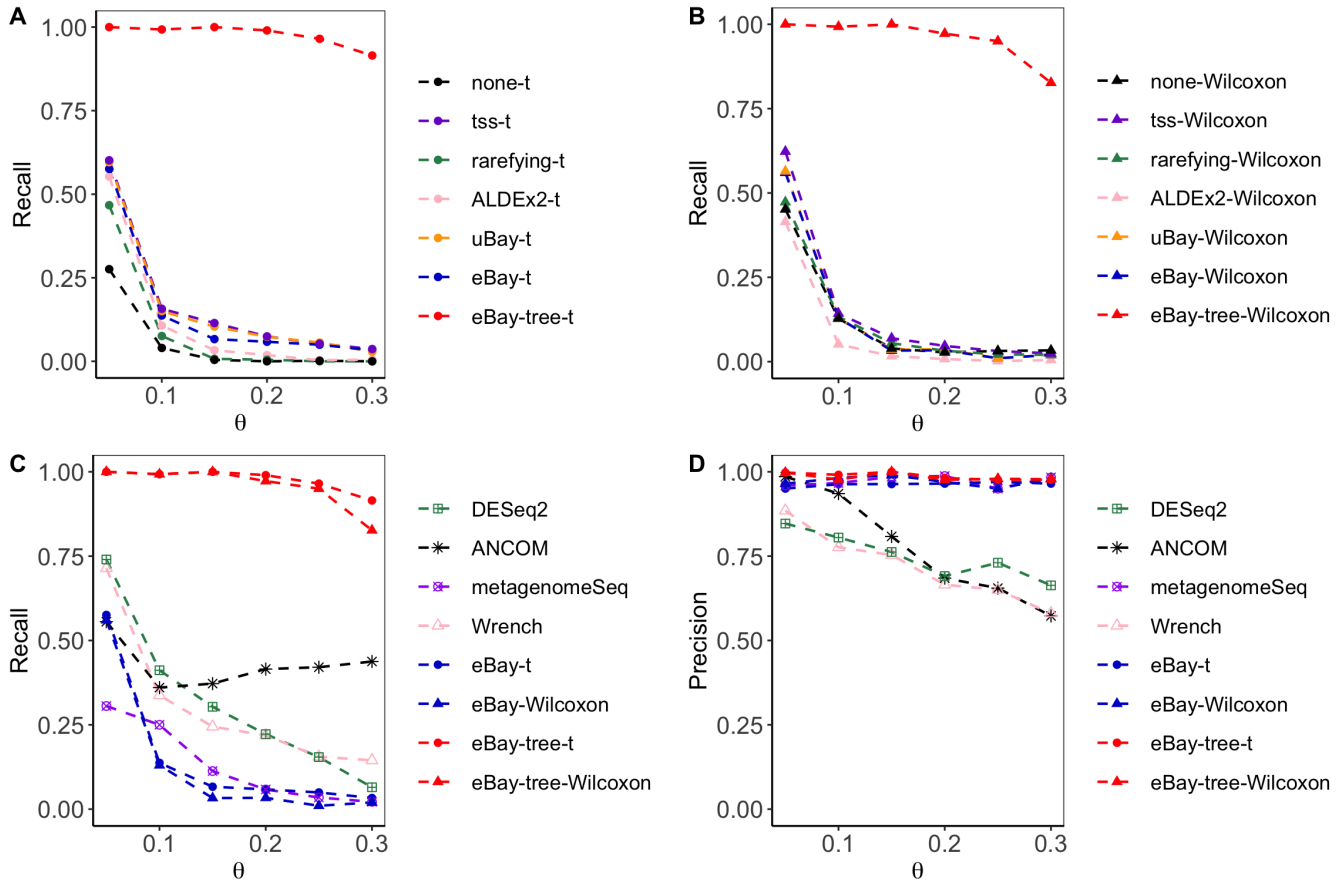 A
Recall
1.00
0.75
0.50
0.25
0.00
0.1 0.2 0.3
θ
none-t
tss-t
rarefying-t
ALDEx2-t
uBay-t
eBay-t
eBay-tree-t
B
Recall
1.00
0.75
0.50
0.25
0.00
0.1 0.2 0.3
θ
none-Wilcoxon
tss-Wilcoxon
rarefying-Wilcoxon
ALDEx2-Wilcoxon
uBay-Wilcoxon
eBay-Wilcoxon
eBay-tree-Wilcoxon
C
Recall
1.00
0.75
0.50
0.25
0.00
0.1 0.2 0.3
θ
DESeq2
ANCOM
metagenomeSeq
Wrench
eBay-t
eBay-Wilcoxon
eBay-tree-t
eBay-tree-Wilcoxon
D
Precision
1.00
0.75
0.50
0.25
0.00
0.1 0.2 0.3
θ
DESeq2
ANCOM
metagenomeSeq
Wrench
eBay-t
eBay-Wilcoxon
eBay-tree-t
eBay-tree-Wilcoxon